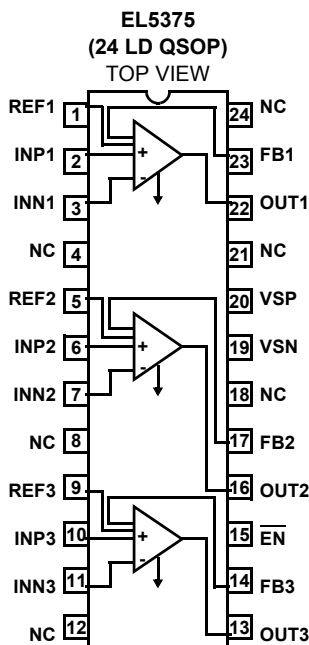 EL5375
(24 LD QSOP)
TOP VIEW
REF1 1 24 NC
INP1 2 + 23 FB1
INN1 3 - 22 OUT1
NC 4 21 NC
REF2 5 20 VSP
INP2 6 + 19 VSN
INN2 7 - 18 NC
NC 8 17 FB2
REF3 9 16 OUT2
INP3 10 + 15 E̅N̅
INN3 11 - 14 FB3
NC 12 13 OUT3